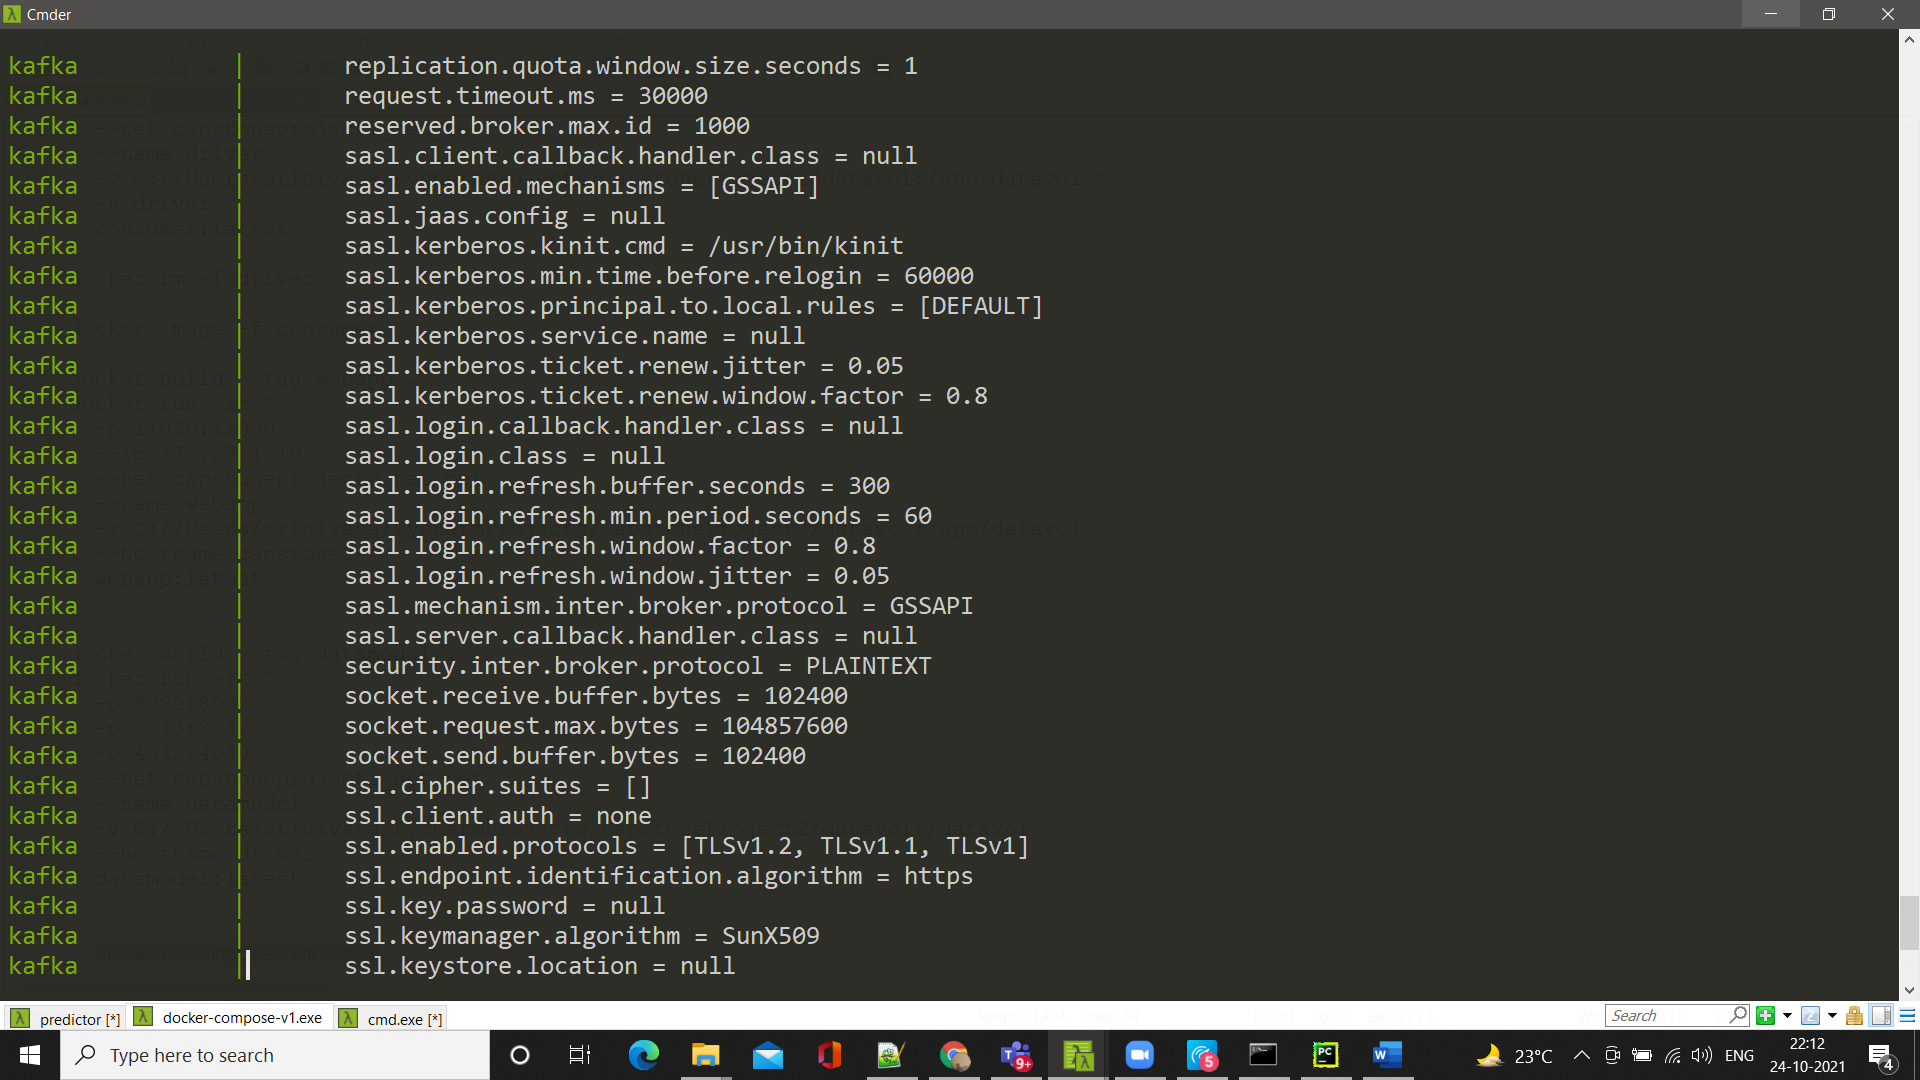 Cmder
kafka | replication.quota.window.size.seconds = 1
kafka | request.timeout.ms = 30000
kafka | reserved.broker.max.id = 1000
kafka | sasl.client.callback.handler.class = null
kafka | sasl.enabled.mechanisms = [GSSAPI]
kafka | sasl.jaas.config = null
kafka | sasl.kerberos.kinit.cmd = /usr/bin/kinit
kafka | sasl.kerberos.min.time.before.relogin = 60000
kafka | sasl.kerberos.principal.to.local.rules = [DEFAULT]
kafka | sasl.kerberos.service.name = null
kafka | sasl.kerberos.ticket.renew.jitter = 0.05
kafka | sasl.kerberos.ticket.renew.window.factor = 0.8
kafka | sasl.login.callback.handler.class = null
kafka | sasl.login.class = null
kafka | sasl.login.refresh.buffer.seconds = 300
kafka | sasl.login.refresh.min.period.seconds = 60
kafka | sasl.login.refresh.window.factor = 0.8
kafka | sasl.login.refresh.window.jitter = 0.05
kafka | sasl.mechanism.inter.broker.protocol = GSSAPI
kafka | sasl.server.callback.handler.class = null
kafka | security.inter.broker.protocol = PLAINTEXT
kafka | socket.receive.buffer.bytes = 102400
kafka | socket.request.max.bytes = 104857600
kafka | socket.send.buffer.bytes = 102400
kafka | ssl.cipher.suites = []
kafka | ssl.client.auth = none
kafka | ssl.enabled.protocols = [TLSv1.2, TLSv1.1, TLSv1]
kafka | ssl.endpoint.identification.algorithm = https
kafka | ssl.key.password = null
kafka | ssl.keymanager.algorithm = SunX509
kafka | ssl.keystore.location = null
predictor [*] docker-compose-v1.exe cmd.exe [*] Search
Type here to search 9+ 5 23°C ENG 22:12
24-10-2021 4